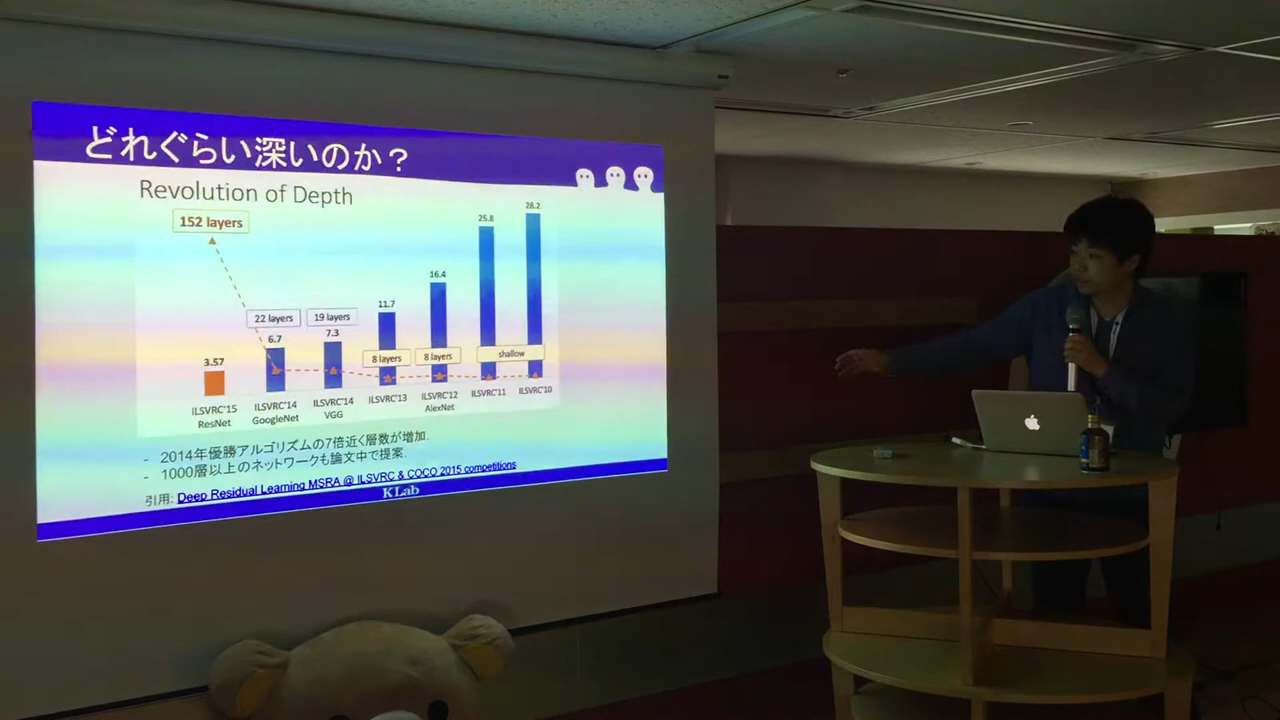 どれぐらい深いのか？
Revolution of Depth
152 layers
22 layers
19 layers
8 layers
8 layers
shallow
3.57
6.7
7.3
11.7
16.4
25.8
28.2
ILSVRC'15
ResNet
ILSVRC'14
GoogleNet
ILSVRC'14
VGG
ILSVRC'13
ILSVRC'12
AlexNet
ILSVRC'11
ILSVRC'10
- 2014年優勝アルゴリズムの7倍近く層数が増加.
- 1000層以上のネットワークも論文中で提案.
引用: Deep Residual Learning MSRA @ ILSVRC & COCO 2015 competitions
KLab